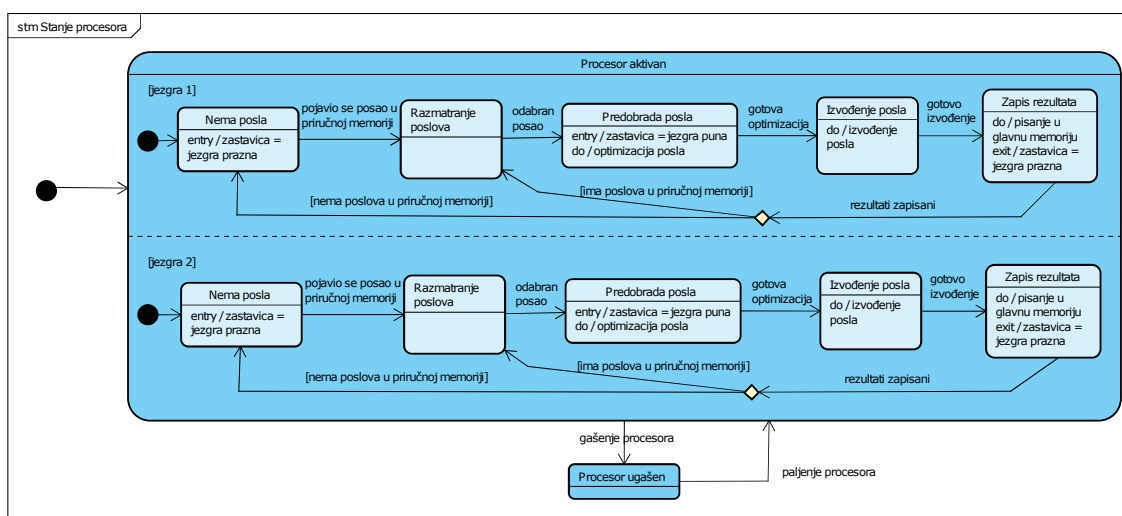 stm Stanje procesora
Procesor aktivan
[jezgra 1]
Nema posla
entry / zastavica =
jezgra prazna
pojavio se posao u
priručnoj memoriji
Razmatranje
poslova
odabran
posao
Predobrada posla
entry / zastavica = jezgra puna
do / optimizacija posla
gotova
optimizacija
Izvođenje posla
do / izvođenje
posla
gotovo
izvođenje
Zapis rezultata
do / pisanje u
glavnu memoriju
exit / zastavica =
jezgra prazna
[ima poslova u priručnoj memoriji]
[nema poslova u priručnoj memoriji]
rezultati zapisani
[jezgra 2]
Nema posla
entry / zastavica =
jezgra prazna
pojavio se posao u
priručnoj memoriji
Razmatranje
poslova
odabran
posao
Predobrada posla
entry / zastavica = jezgra puna
do / optimizacija posla
gotova
optimizacija
Izvođenje posla
do / izvođenje
posla
gotovo
izvođenje
Zapis rezultata
do / pisanje u
glavnu memoriju
exit / zastavica =
jezgra prazna
[ima poslova u priručnoj memoriji]
[nema poslova u priručnoj memoriji]
rezultati zapisani
gašenje procesora
Procesor ugašen
paljenje procesora